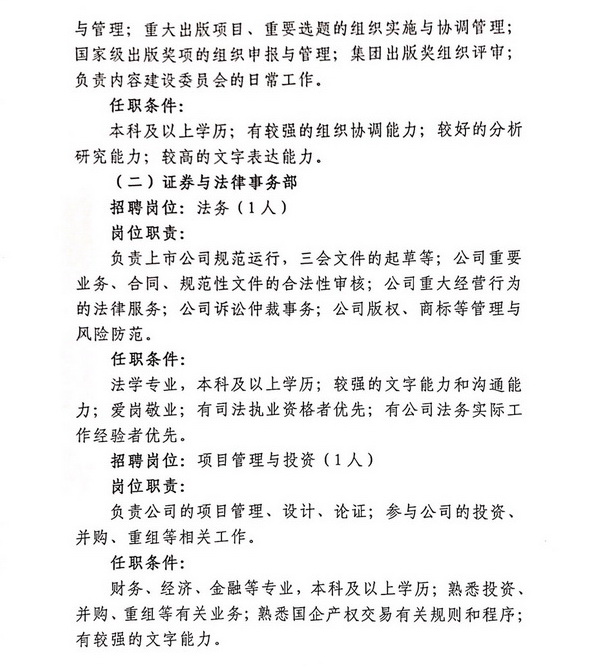 与管理；重大出版项目、重要选题的组织实施与协调管理；
国家级出版奖项的组织申报与管理；集团出版奖组织评审；
负责内容建设委员会的日常工作。
任职条件：
本科及以上学历；有较强的组织协调能力；较好的分析
研究能力；较高的文字表达能力。
（二）证券与法律事务部
招聘岗位：法务（1人）
岗位职责：
负责上市公司规范运行，三会文件的起草等；公司重要
业务、合同、规范性文件的合法性审核；公司重大经营行为
的法律服务；公司诉讼仲裁事务；公司版权、商标等管理与
风险防范。
任职条件：
法学专业，本科及以上学历；较强的文字能力和沟通能
力；爱岗敬业；有司法执业资格者优先；有公司法务实际工
作经验者优先。
招聘岗位：项目管理与投资（1人）
岗位职责：
负责公司的项目管理、设计、论证；参与公司的投资、
并购、重组等相关工作。
任职条件：
财务、经济、金融等专业，本科及以上学历；熟悉投资、
并购、重组等有关业务；熟悉国企产权交易有关规则和程序；
有较强的文字能力。